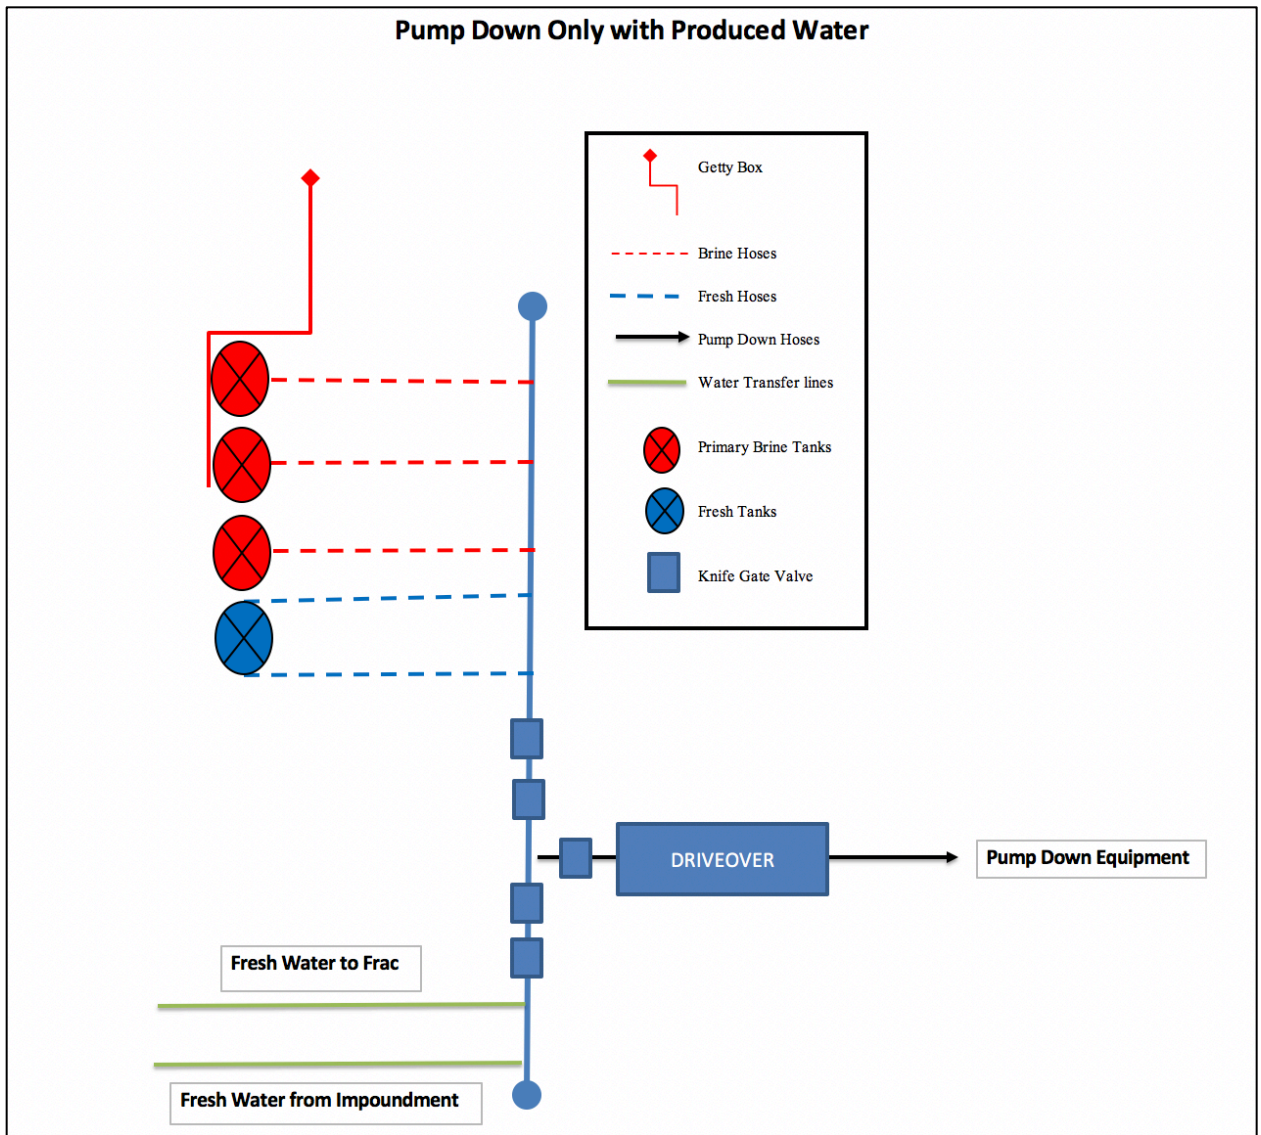 Pump Down Only with Produced Water
Getty Box
Brine Hoses
Fresh Hoses
Pump Down Hoses
Water Transfer lines
Primary Brine Tanks
Fresh Tanks
Knife Gate Valve
DRIVEOVER
Pump Down Equipment
Fresh Water to Frac
Fresh Water from Impoundment